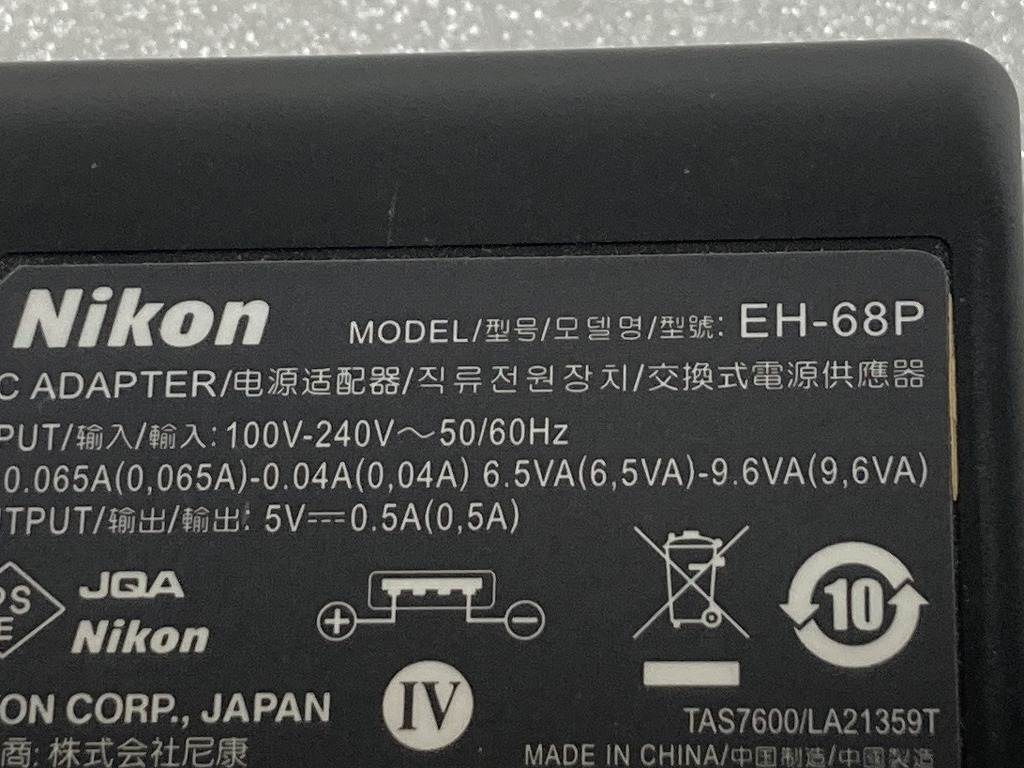 Nikon MODEL/型号/모델명/型號: EH-68P
C ADAPTER/电源适配器/직류전원장치/交換式電源供應器
PUT/输入/輸入: 100V-240V～50/60Hz
0.065A(0,065A)-0.04A(0,04A) 6.5VA(6,5VA)-9.6VA(9,6VA)
TPUT/输出/輸出: 5V⎓0.5A(0,5A)
PS
E
JQA
Nikon
+ −
10
IV
ON CORP., JAPAN
商: 株式会社尼康
TAS7600/LA21359T
MADE IN CHINA/中国制造/中國製造